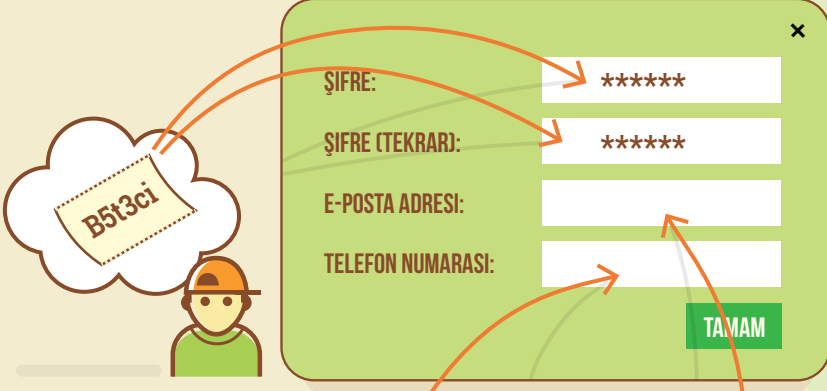 ×
ŞIFRE: ******
ŞIFRE (TEKRAR): ******
B5t3ci
E-POSTA ADRESI:
TELEFON NUMARASI:
TAMAM